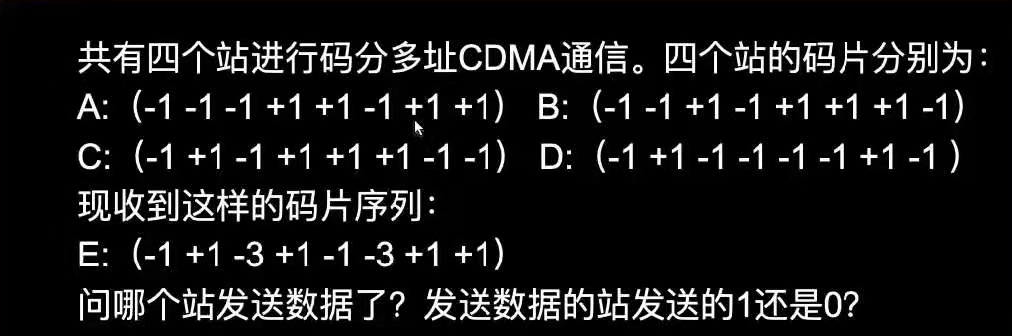 共有四个站进行码分多址CDMA通信。四个站的码片分别为：
A:（-1 -1 -1 +1 +1 -1 +1 +1） B:（-1 -1 +1 -1 +1 +1 +1 -1）
C:（-1 +1 -1 +1 +1 +1 -1 -1） D:（-1 +1 -1 -1 -1 -1 +1 -1 ）
现收到这样的码片序列：
E:（-1 +1 -3 +1 -1 -3 +1 +1）
问哪个站发送数据了？发送数据的站发送的1还是0？